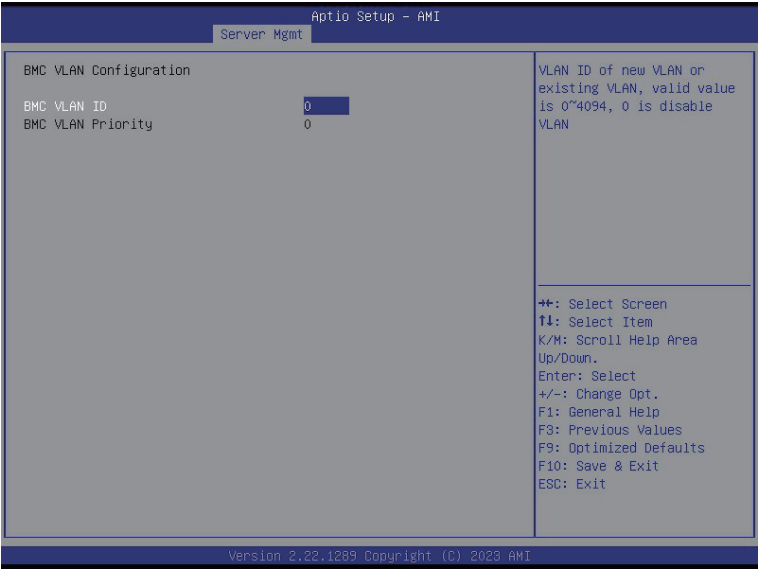 Aptio Setup – AMI
Server Mgmt
BMC VLAN Configuration
BMC VLAN ID 0
BMC VLAN Priority 0
VLAN ID of new VLAN or
existing VLAN, valid value
is 0~4094, 0 is disable
VLAN
→←: Select Screen
↑↓: Select Item
K/M: Scroll Help Area
Up/Down.
Enter: Select
+/-: Change Opt.
F1: General Help
F3: Previous Values
F9: Optimized Defaults
F10: Save & Exit
ESC: Exit
Version 2.22.1289 Copyright (C) 2023 AMI